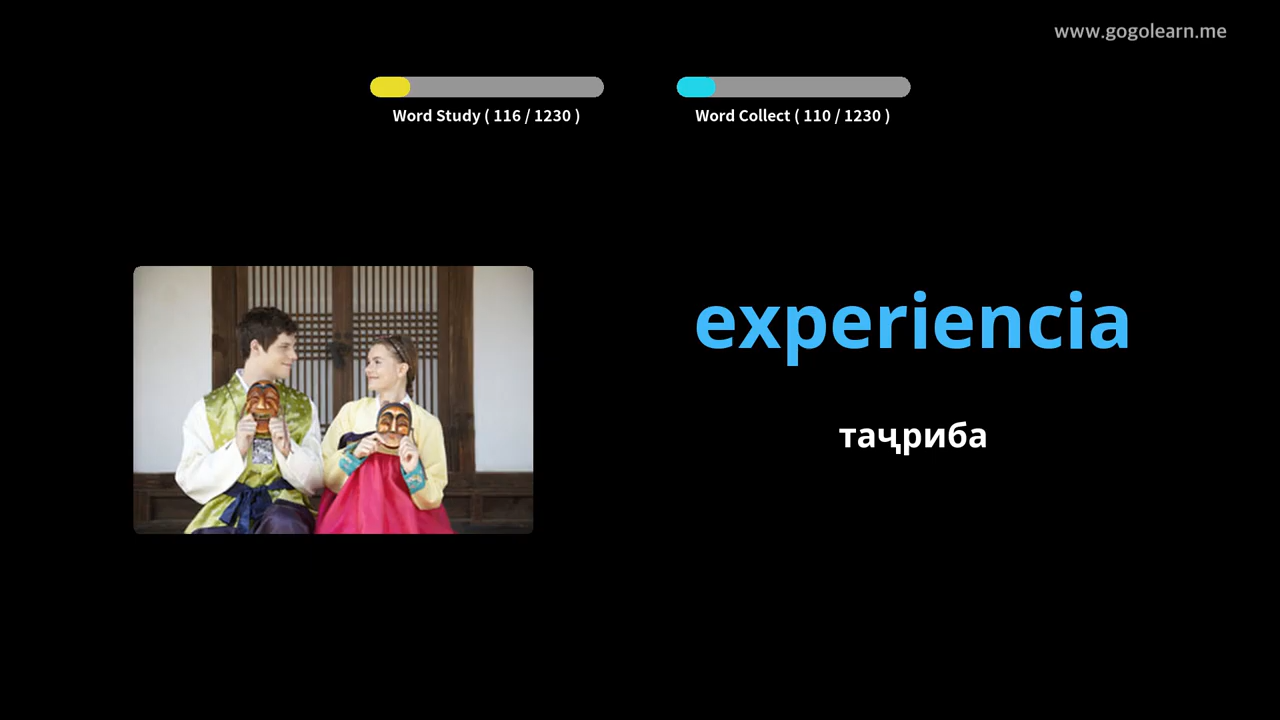 www.gogolearn.me
Word Study ( 116 / 1230 )
Word Collect ( 110 / 1230 )
experiencia
таҷриба